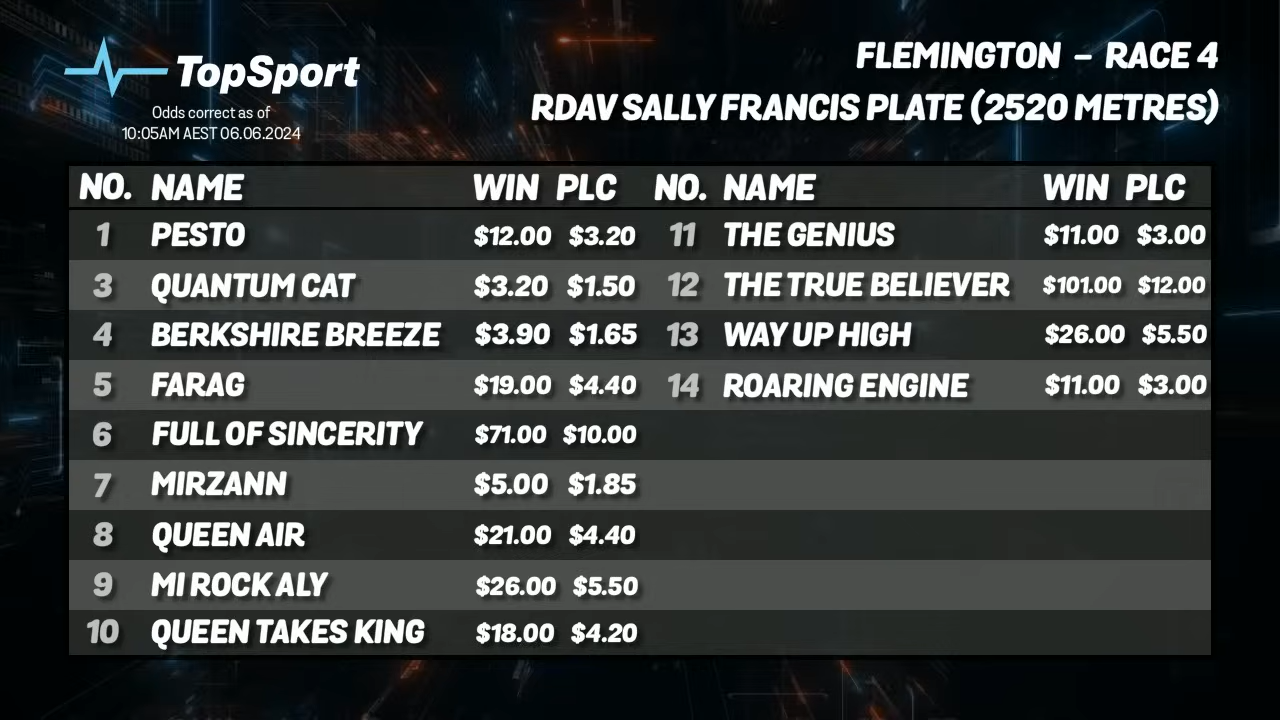 TopSport
Odds correct as of
10:05AM AEST 06.06.2024
FLEMINGTON – RACE 4
RDAV SALLY FRANCIS PLATE (2520 METRES)
NO. NAME WIN PLC NO. NAME WIN PLC
1 PESTO $12.00 $3.20 11 THE GENIUS $11.00 $3.00
3 QUANTUM CAT $3.20 $1.50 12 THE TRUE BELIEVER $101.00 $12.00
4 BERKSHIRE BREEZE $3.90 $1.65 13 WAY UP HIGH $26.00 $5.50
5 FARAG $19.00 $4.40 14 ROARING ENGINE $11.00 $3.00
6 FULL OF SINCERITY $71.00 $10.00
7 MIRZANN $5.00 $1.85
8 QUEEN AIR $21.00 $4.40
9 MI ROCK ALY $26.00 $5.50
10 QUEEN TAKES KING $18.00 $4.20